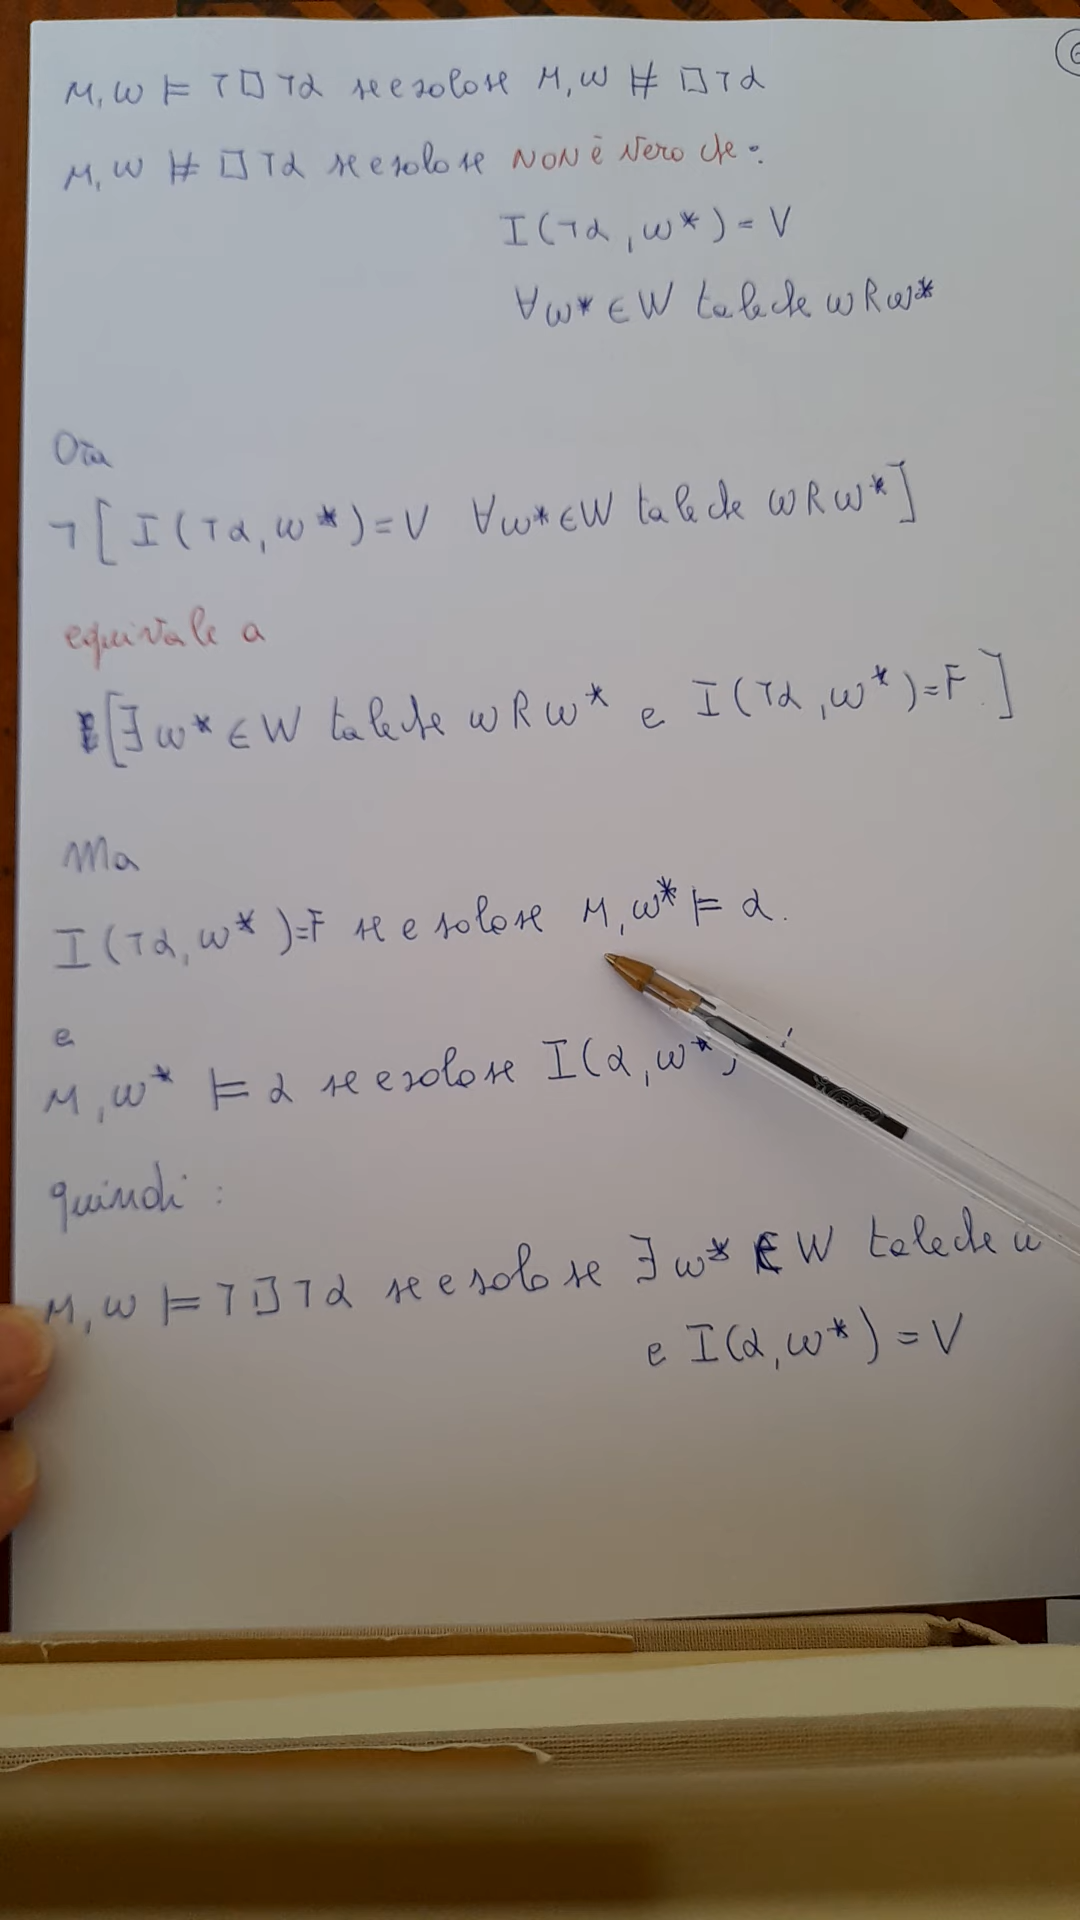 M, w ⊨ ¬□¬α se e solo se M, w ⊭ □¬α
M, w ⊭ □¬α se e solo se NON è vero che:
I(¬α, w*) = V
∀w* ∈ W tale che wRw*
Ora
¬[I(¬α, w*) = V ∀w* ∈ W tale che wRw*]
equivale a
[∃w* ∈ W tale che wRw* e I(¬α, w*) = F.]
Ma
I(¬α, w*) = F se e solo se M, w* ⊨ α.
e
M, w* ⊨ α se e solo se I(α, w*)
quindi:
M, w ⊨ ¬□¬α se e solo se ∃w* ∈ W tale che w
e I(α, w*) = V